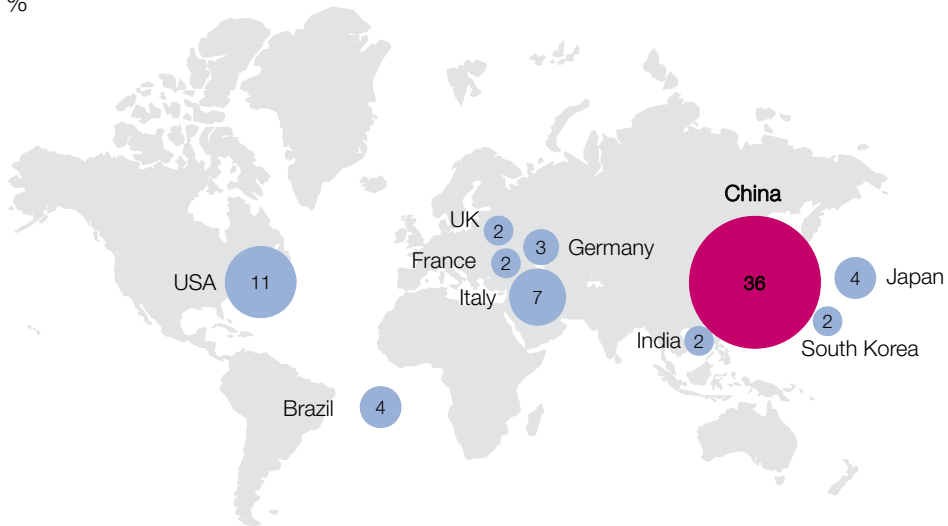 %
China
UK
2
3
Germany
France
2
USA
11
36
4
Japan
Italy
7
2
India
2
South Korea
Brazil
4